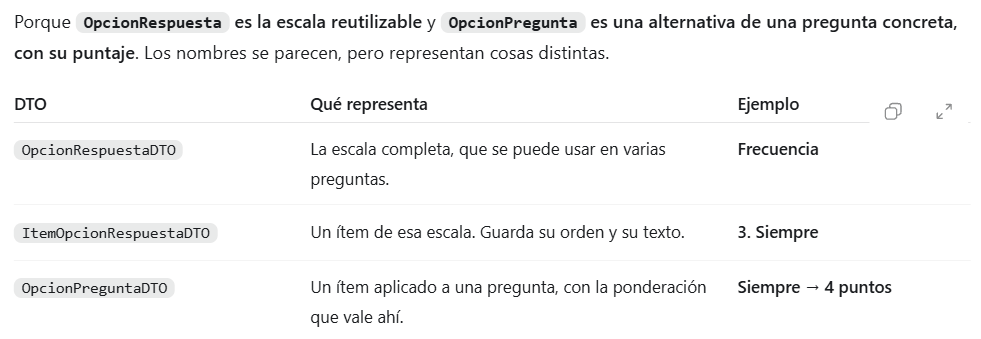 Porque OpcionRespuesta es la escala reutilizable y OpcionPregunta es una alternativa de una pregunta concreta,
con su puntaje. Los nombres se parecen, pero representan cosas distintas.
DTO Qué representa Ejemplo
OpcionRespuestaDTO La escala completa, que se puede usar en varias Frecuencia
preguntas.
ItemOpcionRespuestaDTO Un ítem de esa escala. Guarda su orden y su texto. 3. Siempre
OpcionPreguntaDTO Un ítem aplicado a una pregunta, con la ponderación Siempre → 4 puntos
que vale ahí.